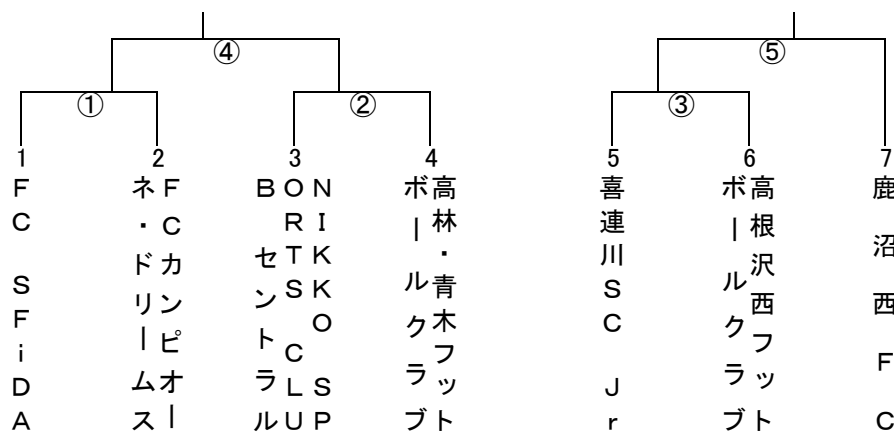 ④
⑤
①
②
③
1
2
3
4
5
6
7
FC SFiDA
FCカンピオー
ネ・ドリームス
NIKKO SP
ORTS CLU
B セントラル
高林・青木フット
ボールクラブ
喜連川SC Jr
高根沢西フット
ボールクラブ
鹿沼西FC